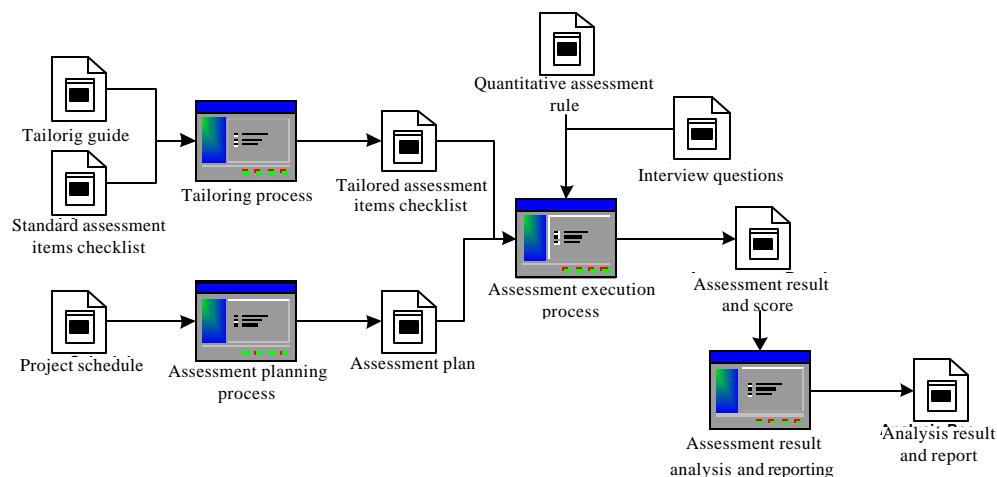 Quantitative assessment
rule
Tailorig guide
Tailoring process
Tailored assessment
items checklist
Interview questions
Standard assessment
items checklist
Assessment execution
process
Assessment result
and score
Project schedule
Assessment planning
process
Assessment plan
Assessment result
analysis and reporting
Analysis result
and report